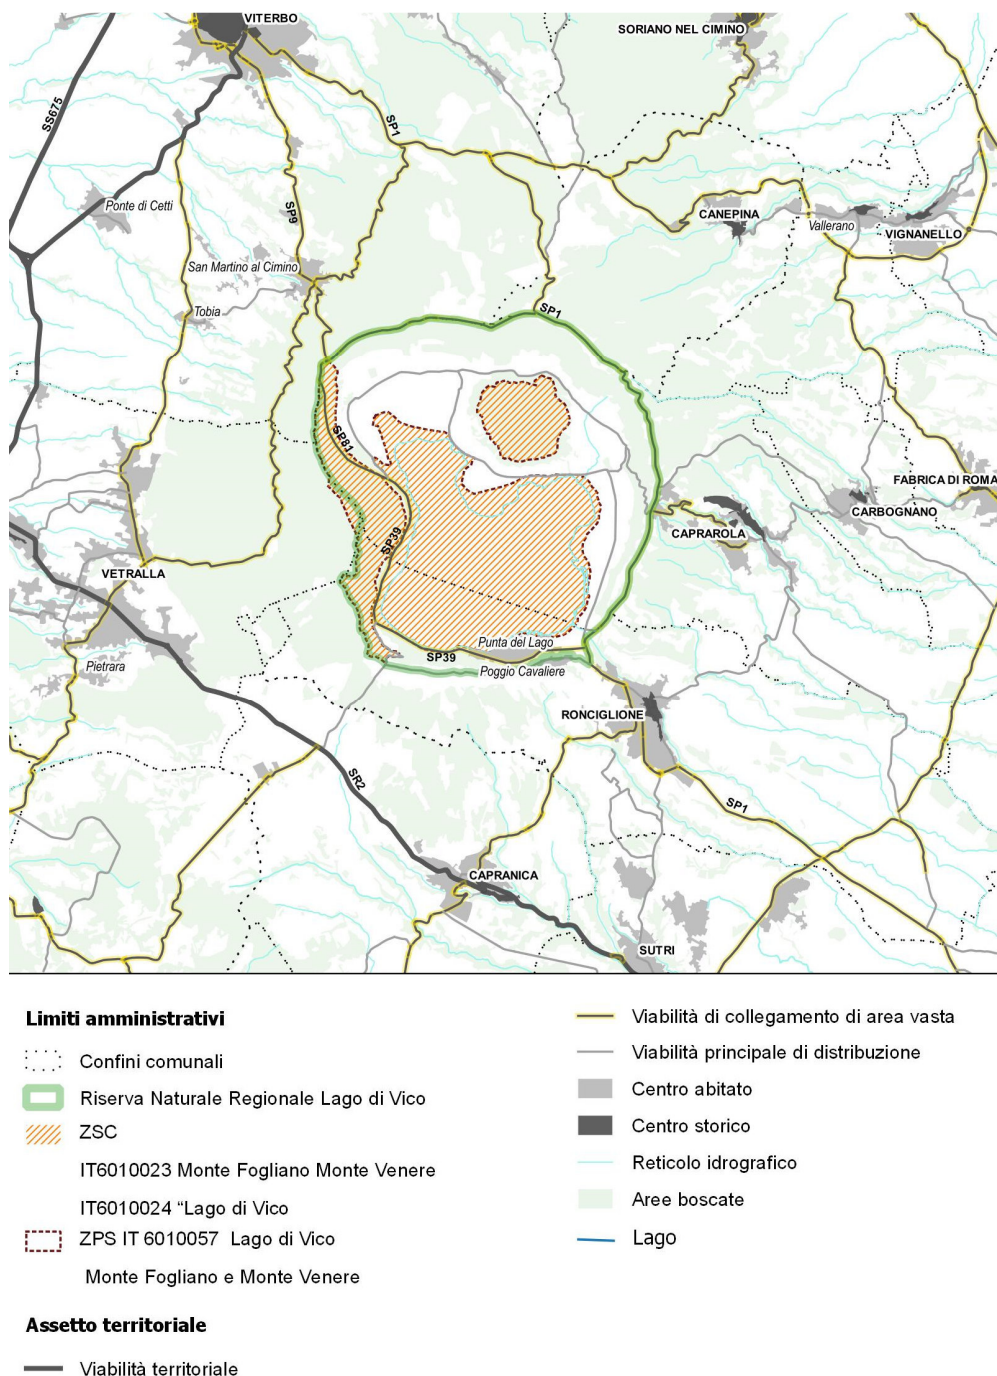 VITERBO
SORIANO NEL CIMINO
SS675
SP1
Ponte di Cetti
SP9
CANEPINA
Vallerano
VIGNANELLO
San Martino al Cimino
Tobia
SP1
SP81
SP39
FABRICA DI ROMA
CARBOGNANO
CAPRAROLA
VETRALLA
Pietrara
Punta del Lago
SP39
Poggio Cavaliere
RONCIGLIONE
SR2
SP1
CAPRANICA
SUTRI
Limiti amministrativi
Confini comunali
Riserva Naturale Regionale Lago di Vico
ZSC
IT6010023 Monte Fogliano Monte Venere
IT6010024 “Lago di Vico
ZPS IT 6010057 Lago di Vico
Monte Fogliano e Monte Venere
Assetto territoriale
Viabilità territoriale
Viabilità di collegamento di area vasta
Viabilità principale di distribuzione
Centro abitato
Centro storico
Reticolo idrografico
Aree boscate
Lago